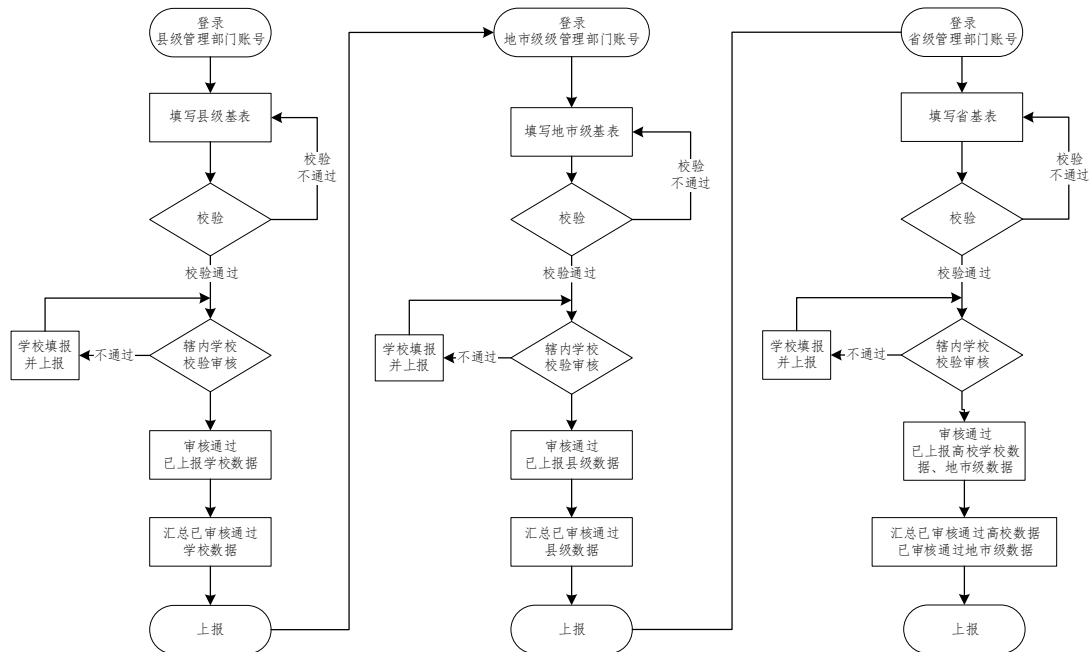 登录
县级管理部门账号
填写县级基表
校验
不通过
校验
校验通过
学校填报
并上报
不通过
辖内学校
校验审核
审核通过
已上报学校数据
汇总已审核通过
学校数据
上报
登录
地市级级管理部门账号
填写地市级基表
校验
不通过
校验
校验通过
学校填报
并上报
不通过
辖内学校
校验审核
审核通过
已上报县级数据
汇总已审核通过
县级数据
上报
登录
省级管理部门账号
填写省基表
校验
不通过
校验
校验通过
学校填报
并上报
不通过
辖内学校
校验审核
审核通过
已上报高校学校数
据、地市级数据
汇总已审核通过高校数据
已审核通过地市级数据
上报